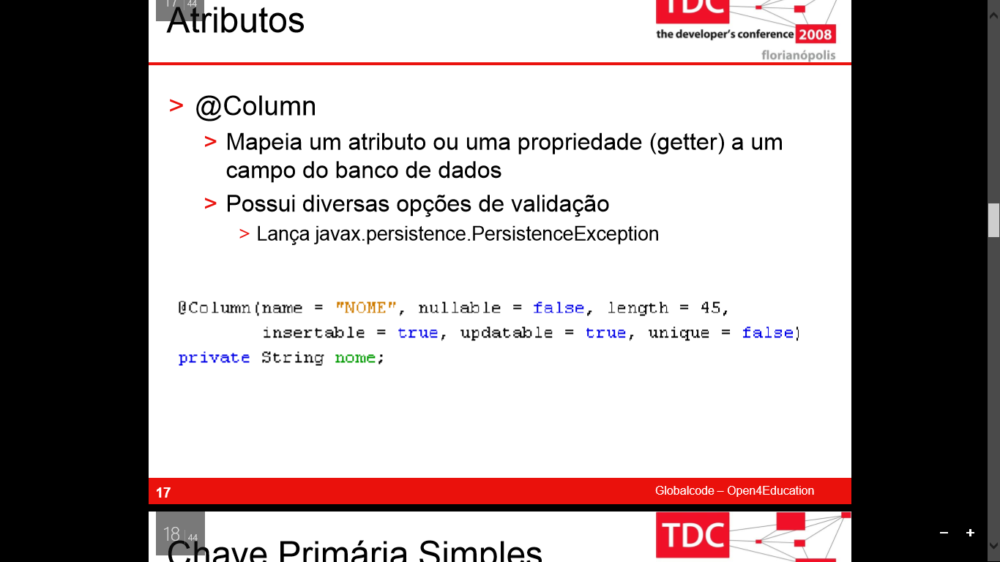 17 44
Atributos
TDC
the developer's conference 2008
florianópolis
> @Column
> Mapeia um atributo ou uma propriedade (getter) a um
campo do banco de dados
> Possui diversas opções de validação
> Lança javax.persistence.PersistenceException
@Column(name = "NOME", nullable = false, length = 45,
insertable = true, updatable = true, unique = false)
private String nome;
17
Globalcode – Open4Education
18 44
TDC
Chave Primária Simples